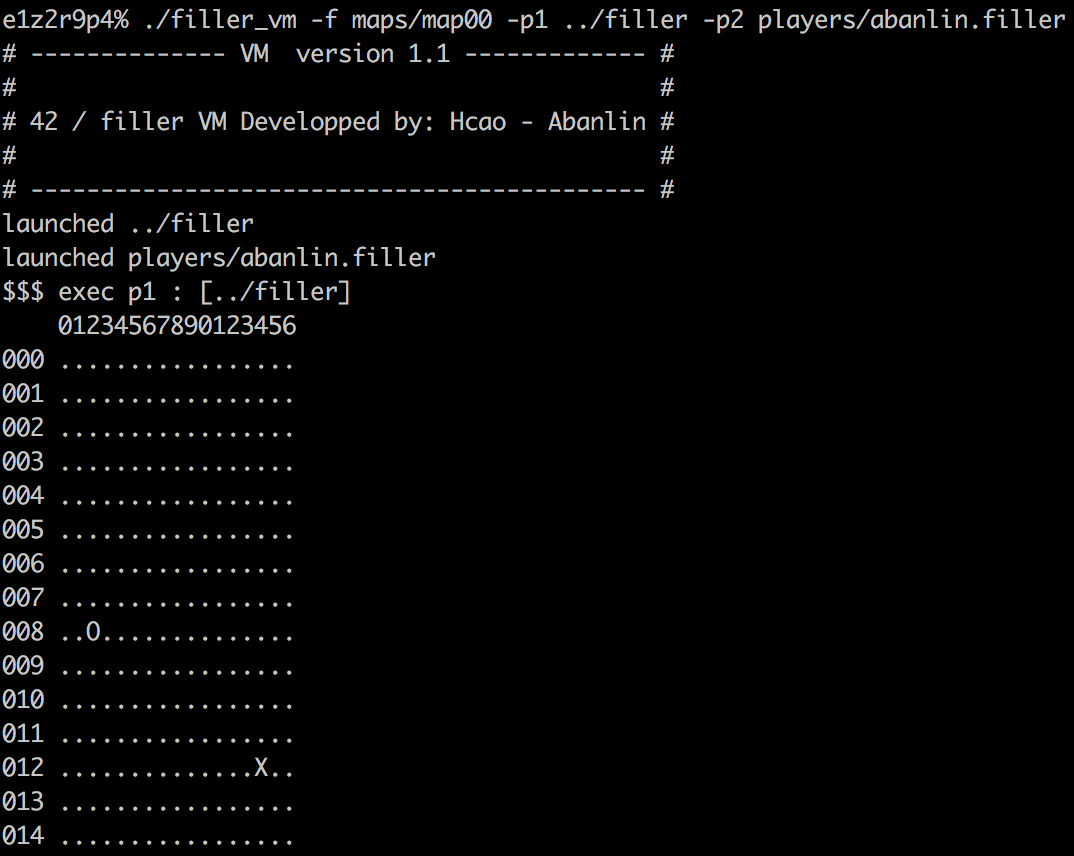 e1z2r9p4% ./filler_vm -f maps/map00 -p1 ../filler -p2 players/abanlin.filler
# -------------- VM  version 1.1 ------------- #
#                                              #
# 42 / filler VM Developped by: Hcao - Abanlin #
#                                              #
# -------------------------------------------- #
launched ../filler
launched players/abanlin.filler
$$$ exec p1 : [../filler]
    01234567890123456
000 .................
001 .................
002 .................
003 .................
004 .................
005 .................
006 .................
007 .................
008 ..O..............
009 .................
010 .................
011 .................
012 ..............X..
013 .................
014 .................